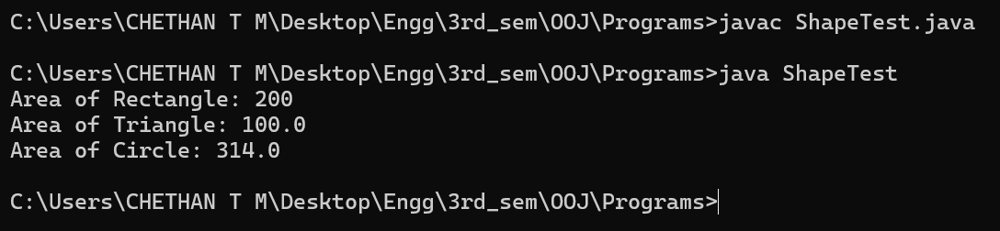 C:\Users\CHETHAN T M\Desktop\Engg\3rd_sem\OOJ\Programs>javac ShapeTest.java
C:\Users\CHETHAN T M\Desktop\Engg\3rd_sem\OOJ\Programs>java ShapeTest
Area of Rectangle: 200
Area of Triangle: 100.0
Area of Circle: 314.0
C:\Users\CHETHAN T M\Desktop\Engg\3rd_sem\OOJ\Programs>